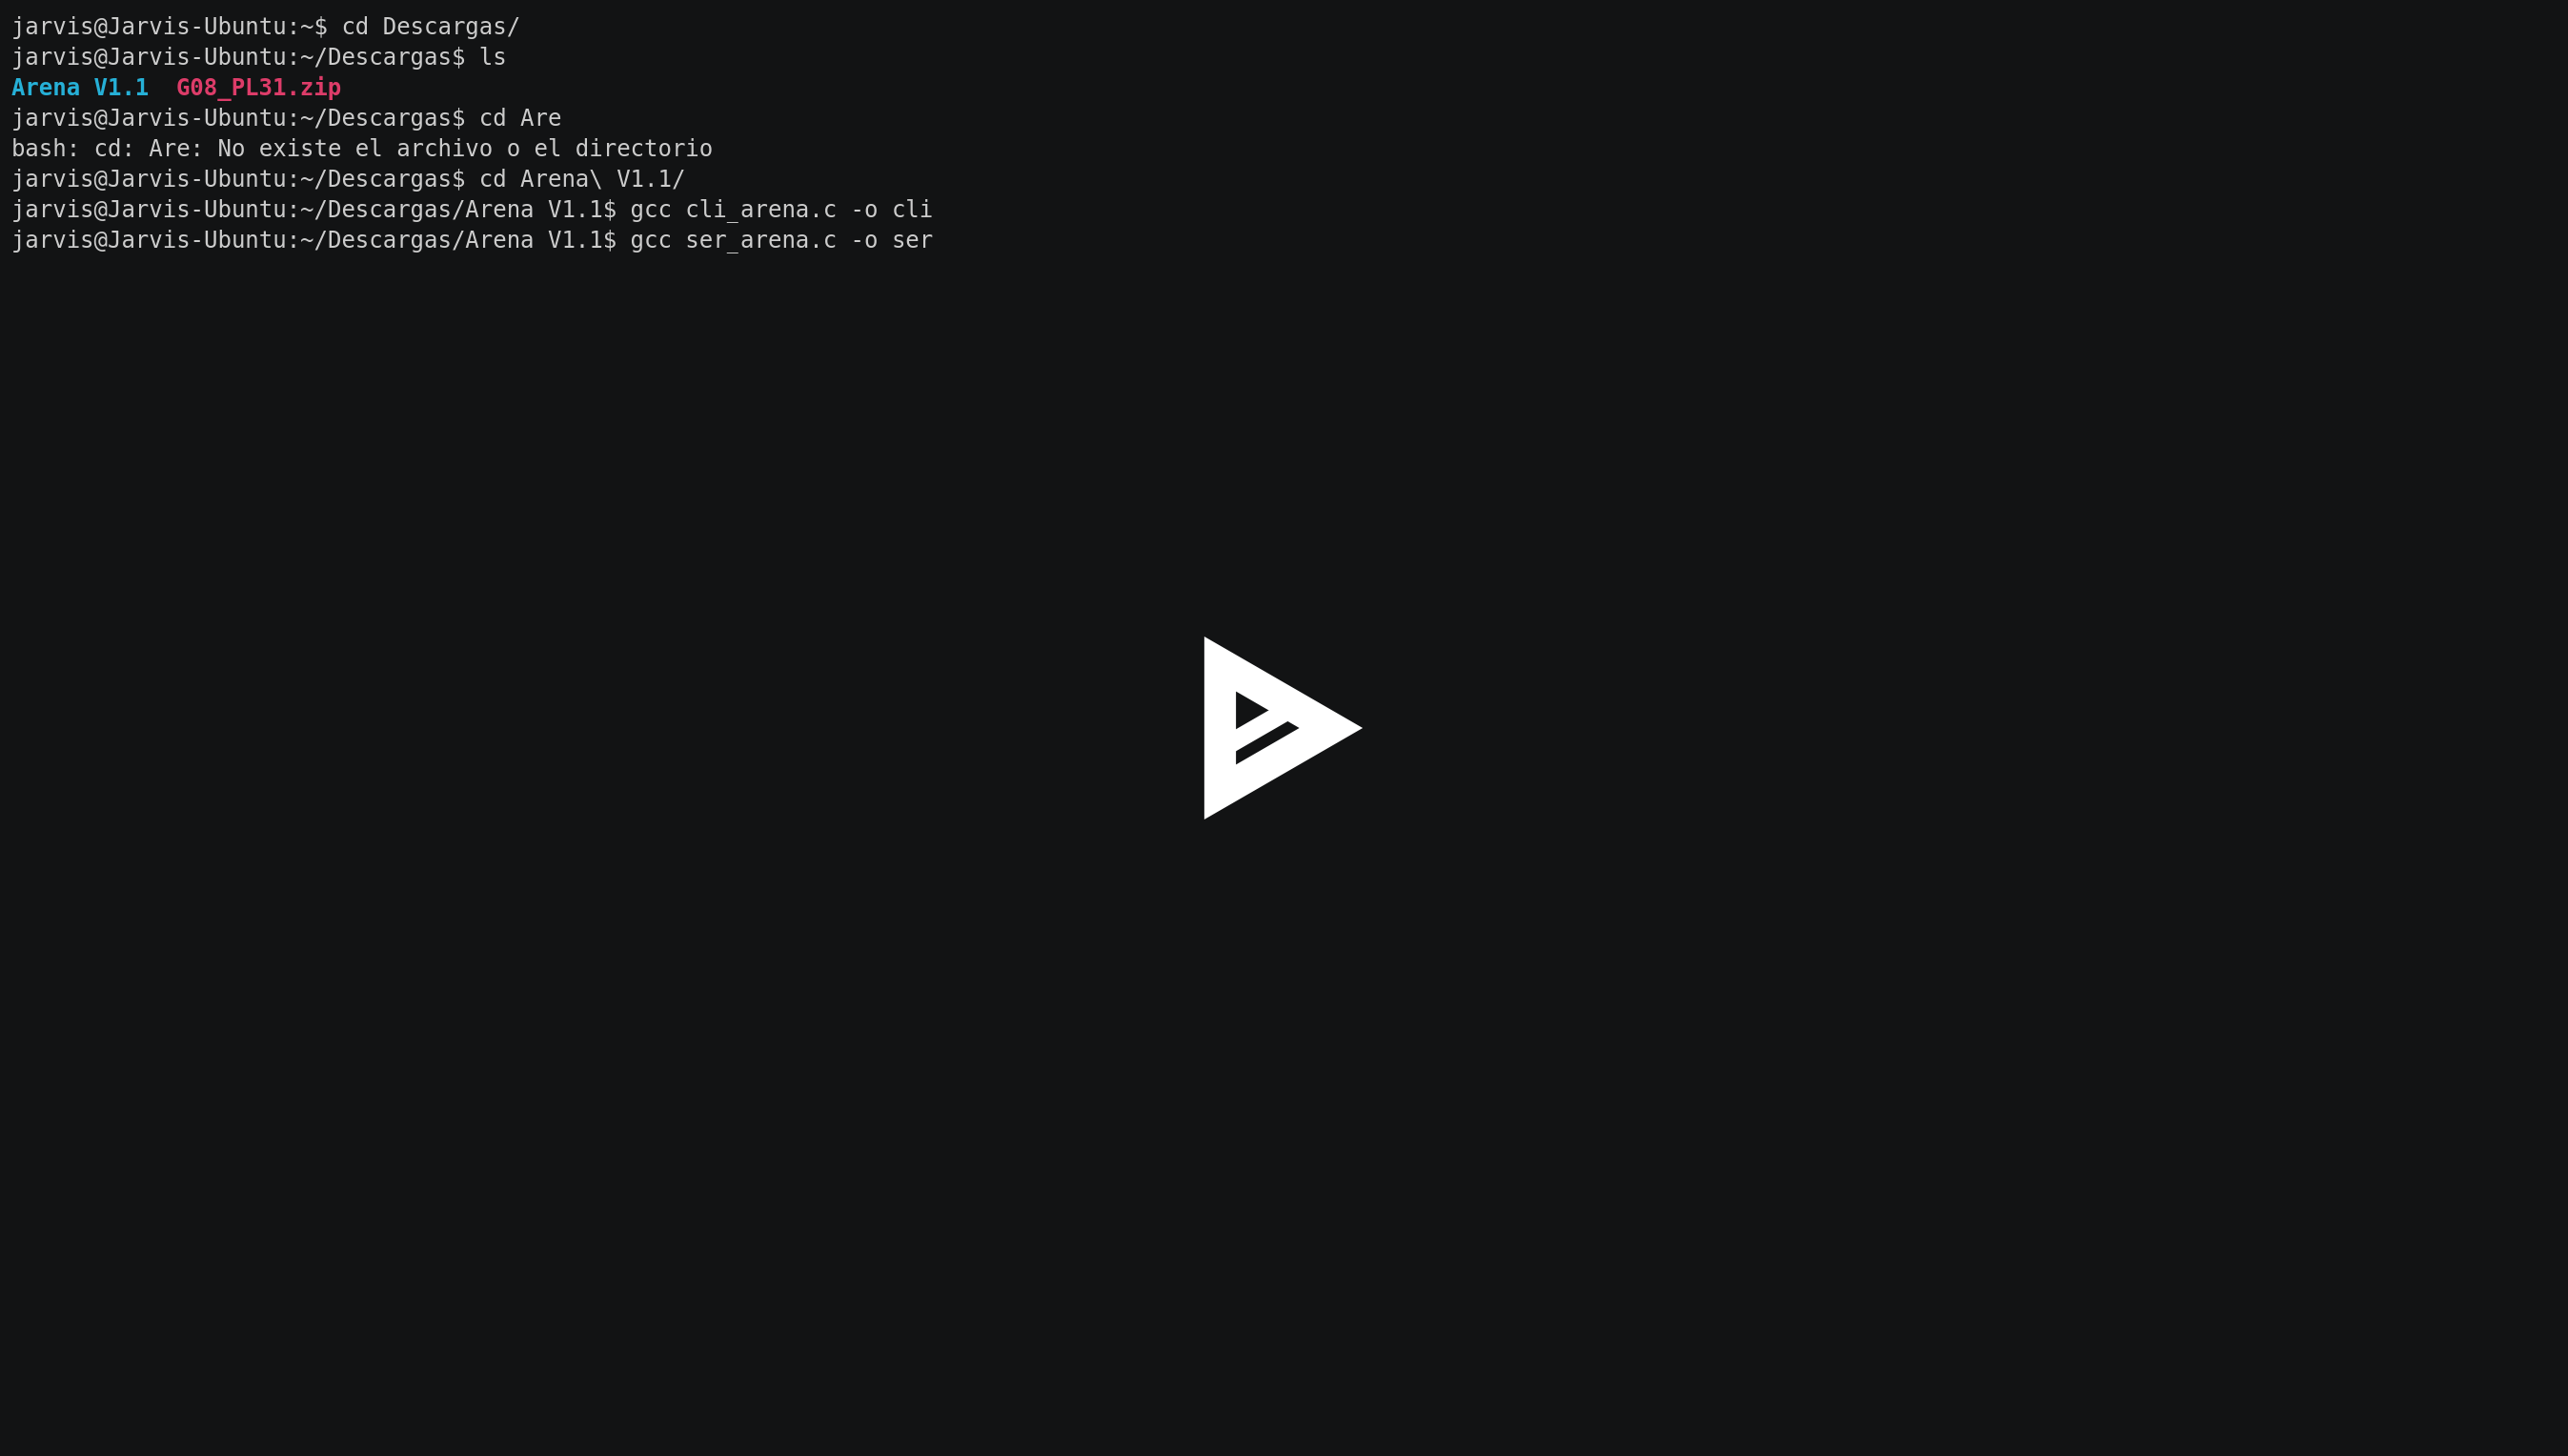 jarvis@Jarvis-Ubuntu:~$ cd Descargas/
jarvis@Jarvis-Ubuntu:~/Descargas$ ls
Arena V1.1  G08_PL31.zip
jarvis@Jarvis-Ubuntu:~/Descargas$ cd Are
bash: cd: Are: No existe el archivo o el directorio
jarvis@Jarvis-Ubuntu:~/Descargas$ cd Arena\ V1.1/
jarvis@Jarvis-Ubuntu:~/Descargas/Arena V1.1$ gcc cli_arena.c -o cli
jarvis@Jarvis-Ubuntu:~/Descargas/Arena V1.1$ gcc ser_arena.c -o ser